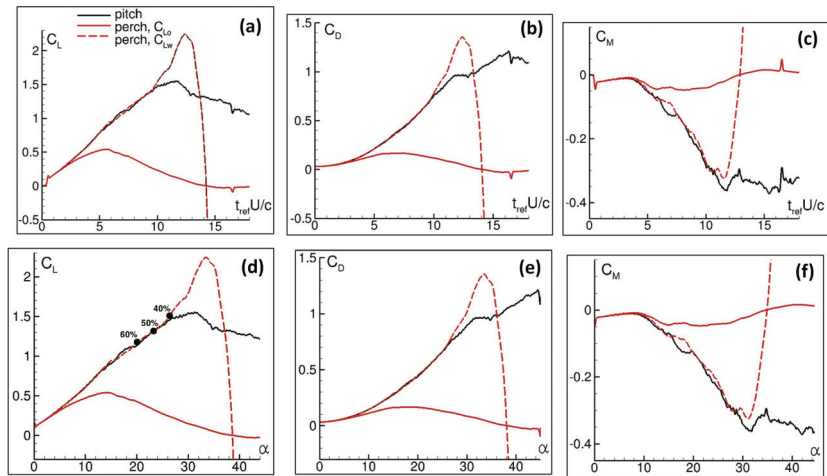 pitch
perch, C_Lo
perch, C_Lw
C_L
(a)
2
1.5
1
0.5
0
-0.5
0 5 10 15
t_refU/c
C_D
(b)
1.5
1
0.5
0
-0.5
0 5 10 15
t_refU/c
C_M
(c)
0
-0.2
-0.4
0 5 10 15
t_refU/c
C_L
(d)
2
1.5
60% 50% 40%
1
0.5
0
0 10 20 30 40
α
C_D
(e)
1.5
1
0.5
0
0 10 20 30 40
α
C_M
(f)
0
-0.2
-0.4
0 10 20 30 40
α